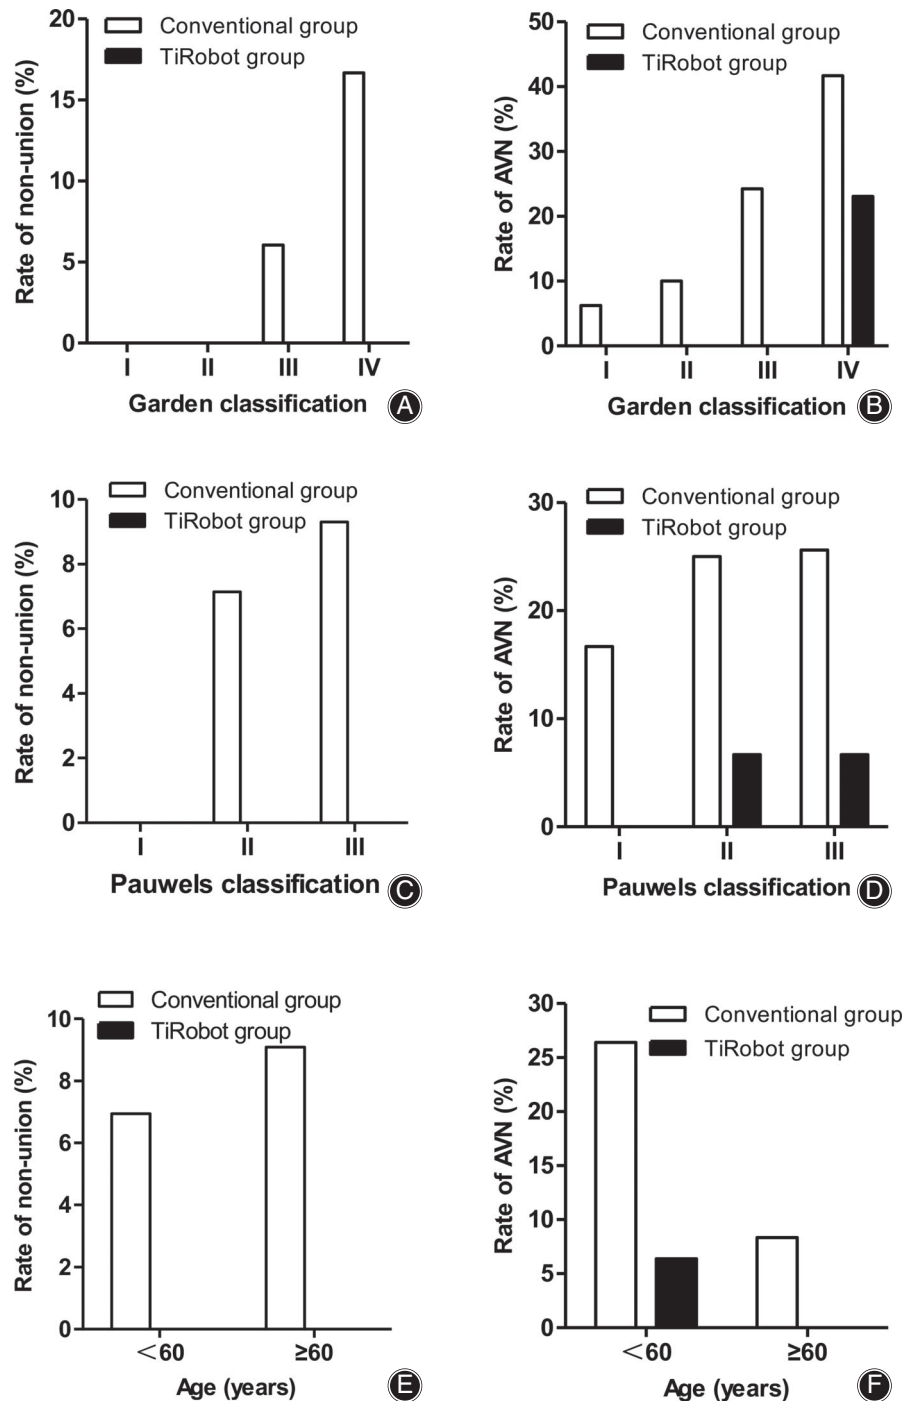 Conventional group
TiRobot group
Rate of non-union (%)
20
15
10
5
0
I II III IV
Garden classification
A
Conventional group
TiRobot group
Rate of AVN (%)
50
40
30
20
10
0
I II III IV
Garden classification
B
Conventional group
TiRobot group
Rate of non-union (%)
10
8
6
4
2
0
I II III
Pauwels classification
C
Conventional group
TiRobot group
Rate of AVN (%)
30
20
10
0
I II III
Pauwels classification
D
Conventional group
TiRobot group
Rate of non-union (%)
10
8
6
4
2
0
<60 ≥60
Age (years)
E
Conventional group
TiRobot group
Rate of AVN (%)
30
25
20
15
10
5
0
<60 ≥60
Age (years)
F